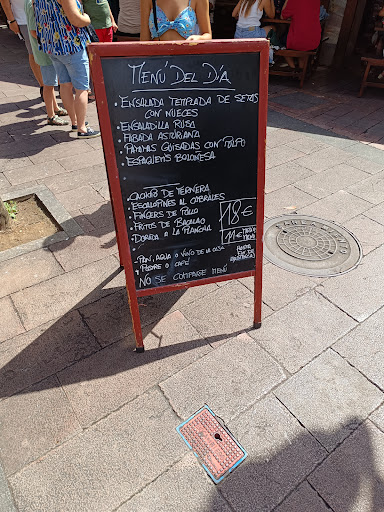 MENÚ DEL DÍA
• ENSALADA TEMPLADA DE SETAS
CON NUECES
• ENSALADILLA RUSA
• FABADA ASTURIANA
• PATATAS GUISADAS CON PULPO
• ESPAGUETIS BOLOÑESA
• CACHOPO DE TERNERA
• ESCALOPINES AL CABRALES
• FINGERS DE POLLO
• FRITOS DE BACALAO
• DORADA A LA PLANCHA
18€
11€
• PAN, AGUA O VINO DE LA CASA
• POSTRE O CAFÉ
• NO SE COMPARTE MENÚ